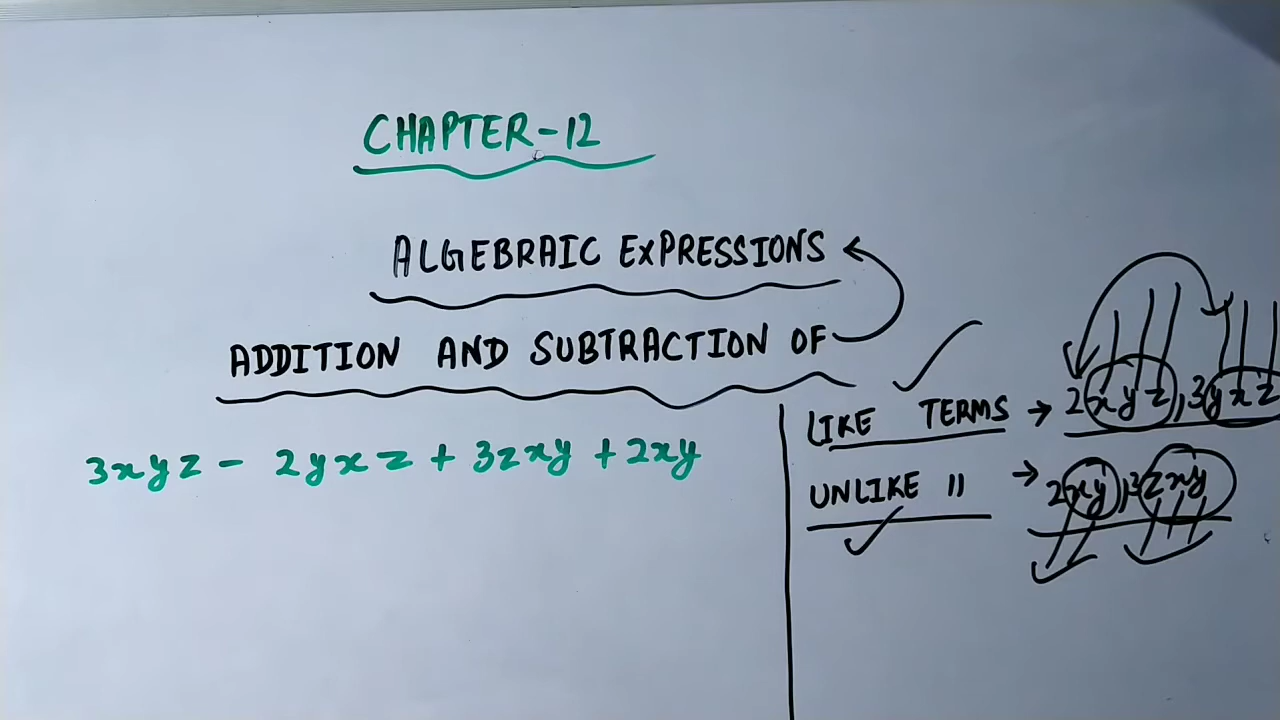 CHAPTER-12
ALGEBRAIC EXPRESSIONS
ADDITION AND SUBTRACTION OF
3xyz - 2yxz + 3zxy + 2xy
LIKE TERMS → 2xyz, 3yxz
UNLIKE 11 → 2xy, 3zxy